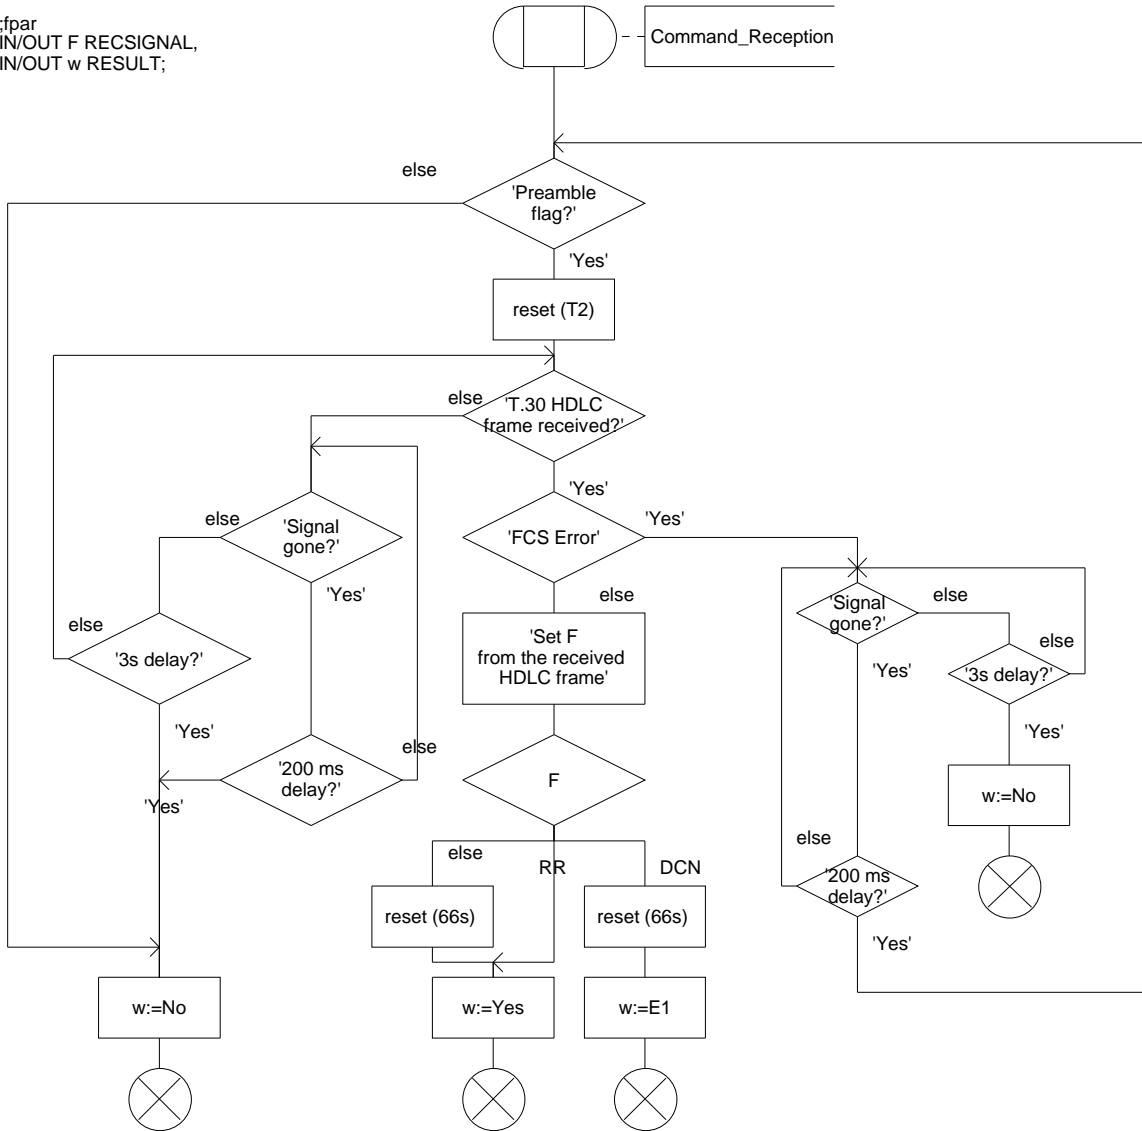 ;fpar
IN/OUT F RECSIGNAL,
IN/OUT w RESULT;
Command_Reception
else
'Preamble
flag?'
'Yes'
reset (T2)
else
'T.30 HDLC
frame received?'
'Yes'
else
'Signal
gone?'
'FCS Error'
'Yes'
'Yes'
else
'Signal
gone?'
else
else
'3s delay?'
'Set F
from the received
HDLC frame'
else
'3s delay?'
'Yes'
'Yes'
'Yes'
else
'200 ms
delay?'
F
w:=No
'Yes'
else
RR
DCN
else
'200 ms
delay?'
reset (66s)
reset (66s)
'Yes'
w:=No
w:=Yes
w:=E1